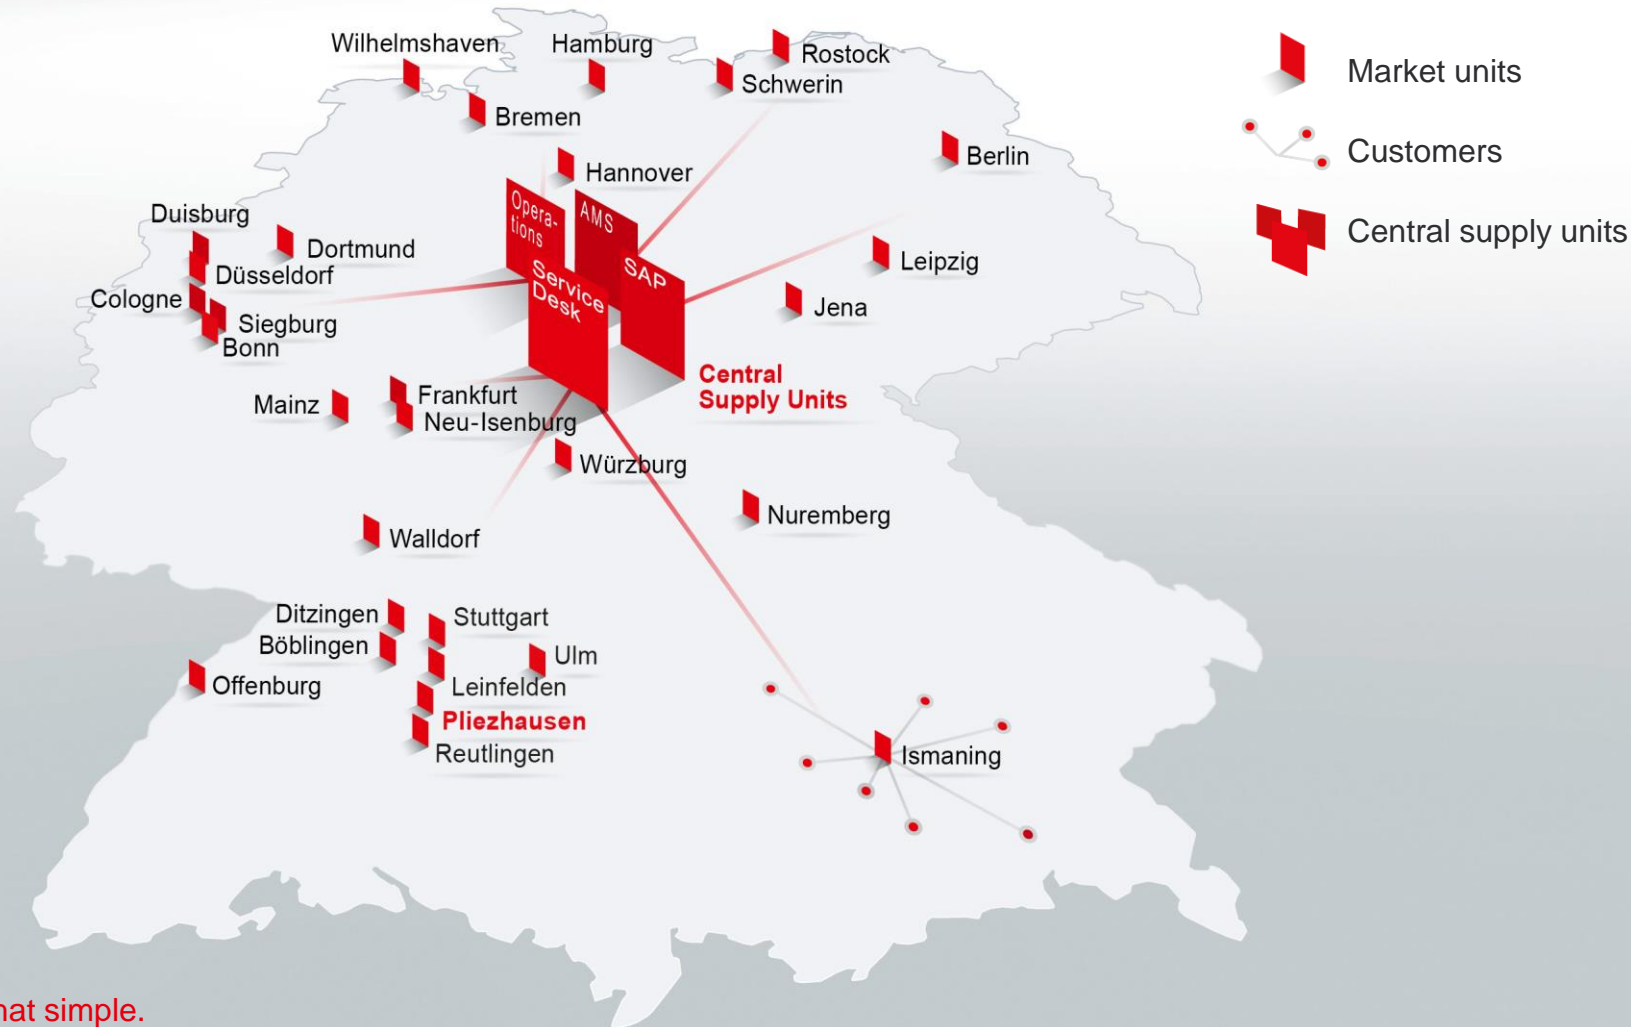 Wilhelmshaven
Hamburg
Rostock
Schwerin
Bremen
Hannover
Berlin
Duisburg
Dortmund
Düsseldorf
Cologne
Siegburg
Bonn
Opera-
tions
AMS
Service
Desk
SAP
Leipzig
Jena
Central
Supply Units
Mainz
Frankfurt
Neu-Isenburg
Würzburg
Nuremberg
Walldorf
Ditzingen
Stuttgart
Böblingen
Ulm
Offenburg
Leinfelden
Pliezhausen
Reutlingen
Ismaning
Market units
Customers
Central supply units
simple.